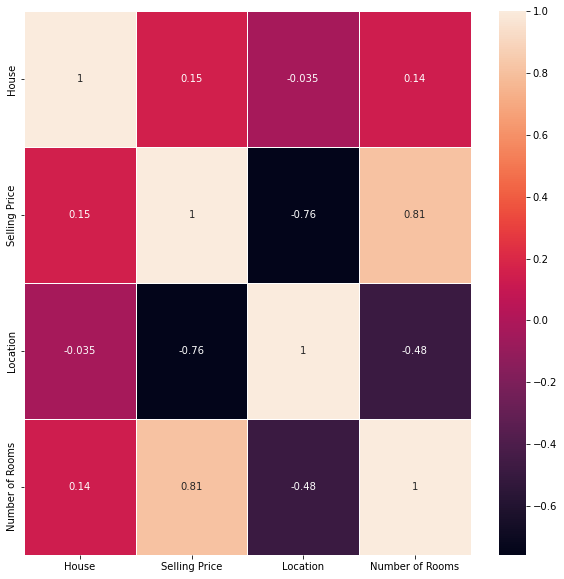 House 1 0.15 -0.035 0.14
Selling Price 0.15 1 -0.76 0.81
Location -0.035 -0.76 1 -0.48
Number of Rooms 0.14 0.81 -0.48 1
House Selling Price Location Number of Rooms
1.0
0.8
0.6
0.4
0.2
0.0
−0.2
−0.4
−0.6